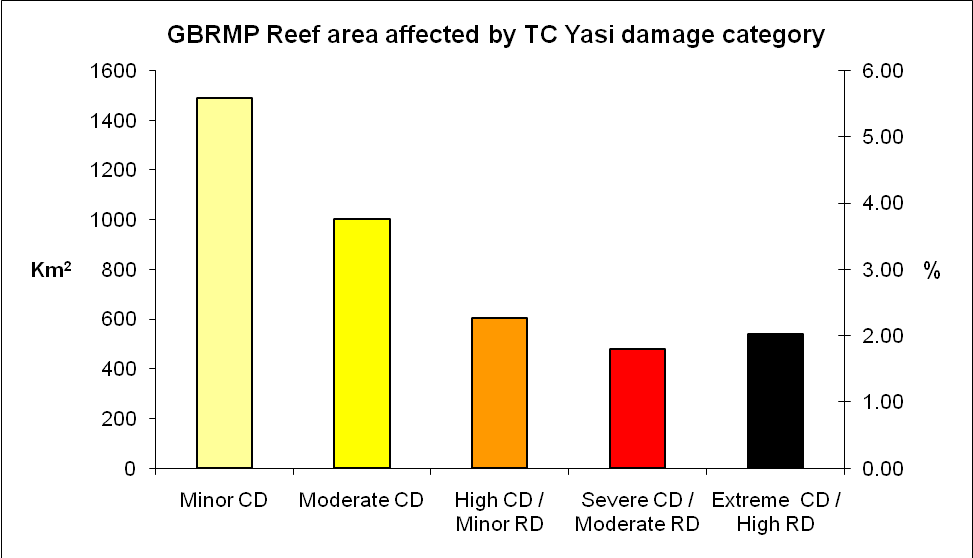 GBRMP Reef area affected by TC Yasi damage category
1600
1400
1200
1000
800
600
400
200
0
Km²
6.00
5.00
4.00
3.00
2.00
1.00
0.00
%
Minor CD
Moderate CD
High CD /
Minor RD
Severe CD /
Moderate RD
Extreme CD /
High RD